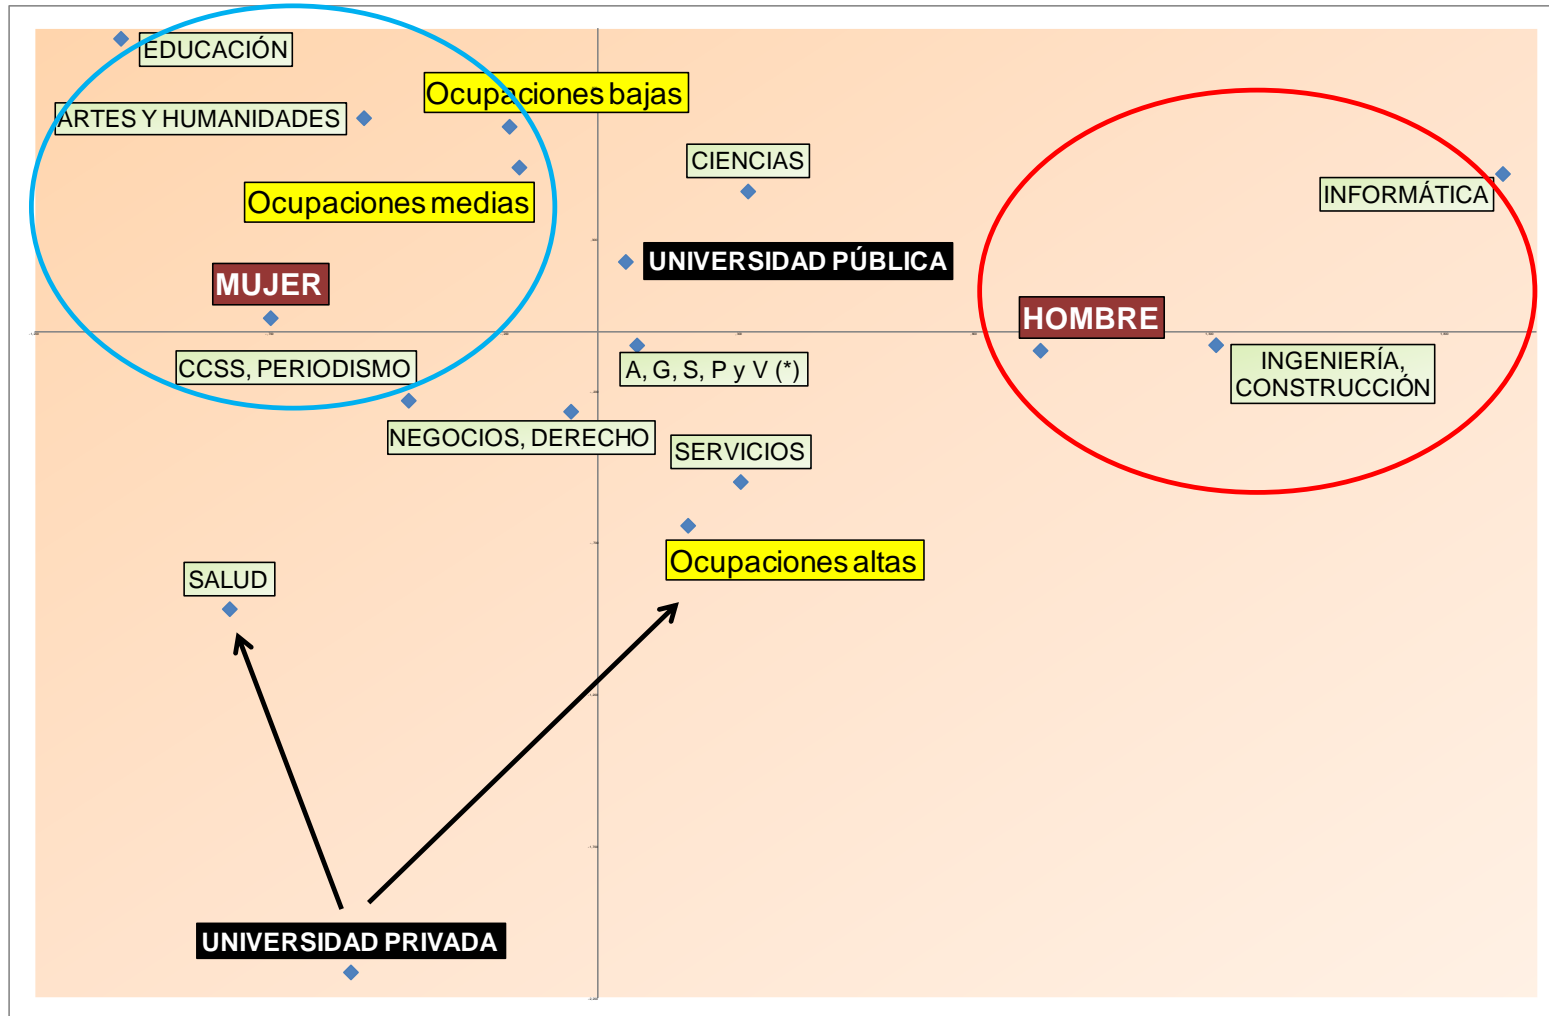 EDUCACIÓN
Ocupaciones bajas
ARTES Y HUMANIDADES
CIENCIAS
INFORMÁTICA
Ocupaciones medias
UNIVERSIDAD PÚBLICA
MUJER
HOMBRE
CCSS, PERIODISMO
A, G, S, P y V (*)
INGENIERÍA,
CONSTRUCCIÓN
NEGOCIOS, DERECHO
SERVICIOS
Ocupaciones altas
SALUD
UNIVERSIDAD PRIVADA